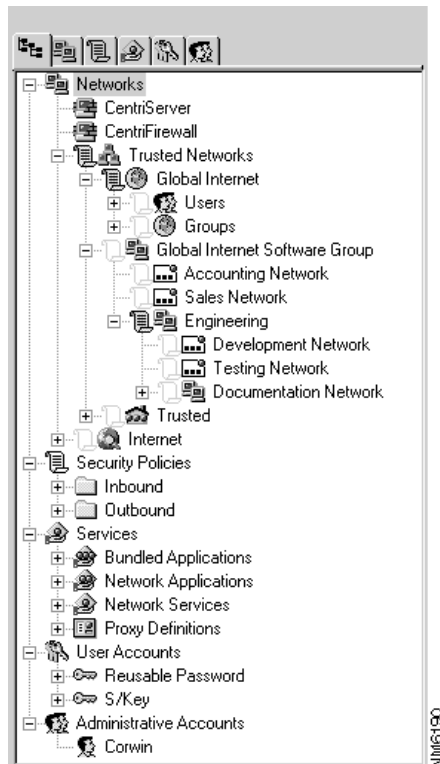 Networks
CentriServer
CentriFirewall
Trusted Networks
Global Internet
Users
Groups
Global Internet Software Group
Accounting Network
Sales Network
Engineering
Development Network
Testing Network
Documentation Network
Trusted
Internet
Security Policies
Inbound
Outbound
Services
Bundled Applications
Network Applications
Network Services
Proxy Definitions
User Accounts
Reusable Password
S/Key
Administrative Accounts
Corwin
NM6190